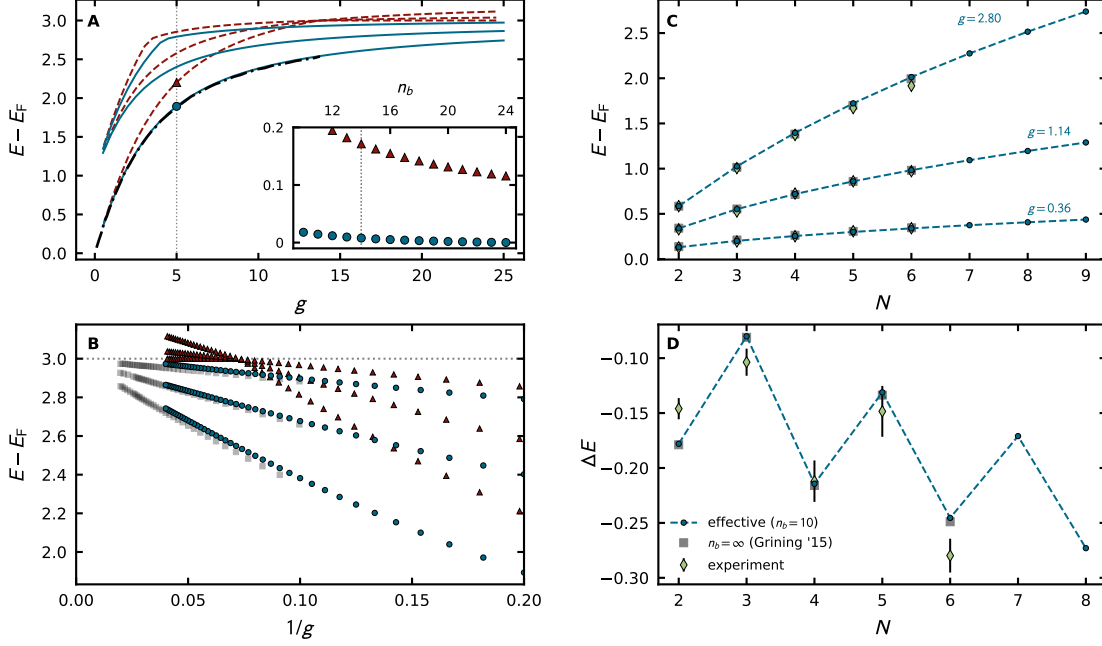 A
E − E_F
3.0
2.5
2.0
1.5
1.0
0.5
0.0
0 5 10 15 20 25
g
n_b
12 16 20 24
0.2
0.1
0
C
E − E_F
2.5
2.0
1.5
1.0
0.5
0.0
g = 2.80
g = 1.14
g = 0.36
2 3 4 5 6 7 8 9
N
B
E − E_F
3.0
2.8
2.6
2.4
2.2
2.0
0.00 0.05 0.10 0.15 0.20
1/g
D
ΔE
−0.10
−0.15
−0.20
−0.25
−0.30
effective (n_b = 10)
n_b = ∞ (Grining '15)
experiment
2 3 4 5 6 7 8
N